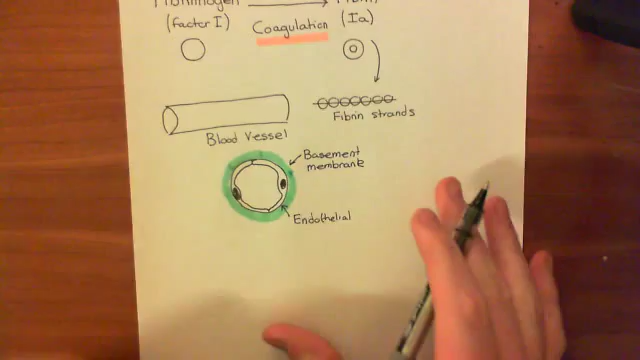 (factor I)
Coagulation
(Ia)
Fibrin strands
Blood Vessel
Basement
membrane
Endothelial